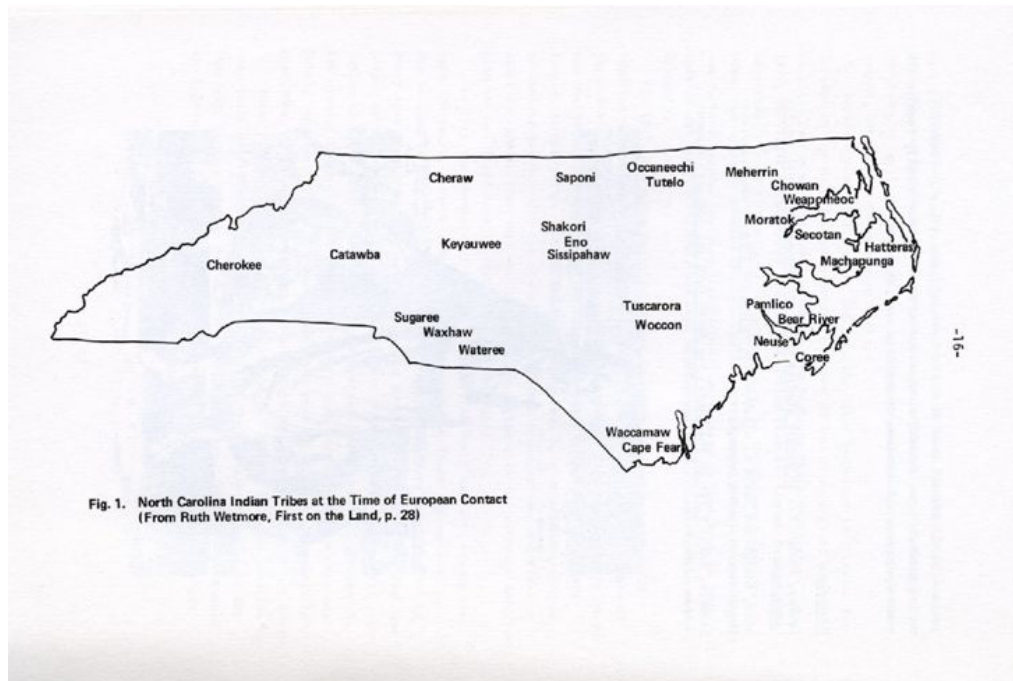 Occaneechi
Tutelo
Meherrin
Cheraw
Saponi
Chowan
Weappmeoc
Moratok
Secotan
Hatteras
Machapunga
Shakori
Eno
Sissipahaw
Keyauwee
Catawba
Cherokee
Tuscarora
Woccon
Pamlico
Bear River
Neuse
Coree
Sugaree
Waxhaw
Wateree
Waccamaw
Cape Fear
-16-
Fig. 1. North Carolina Indian Tribes at the Time of European Contact
(From Ruth Wetmore, First on the Land, p. 28)